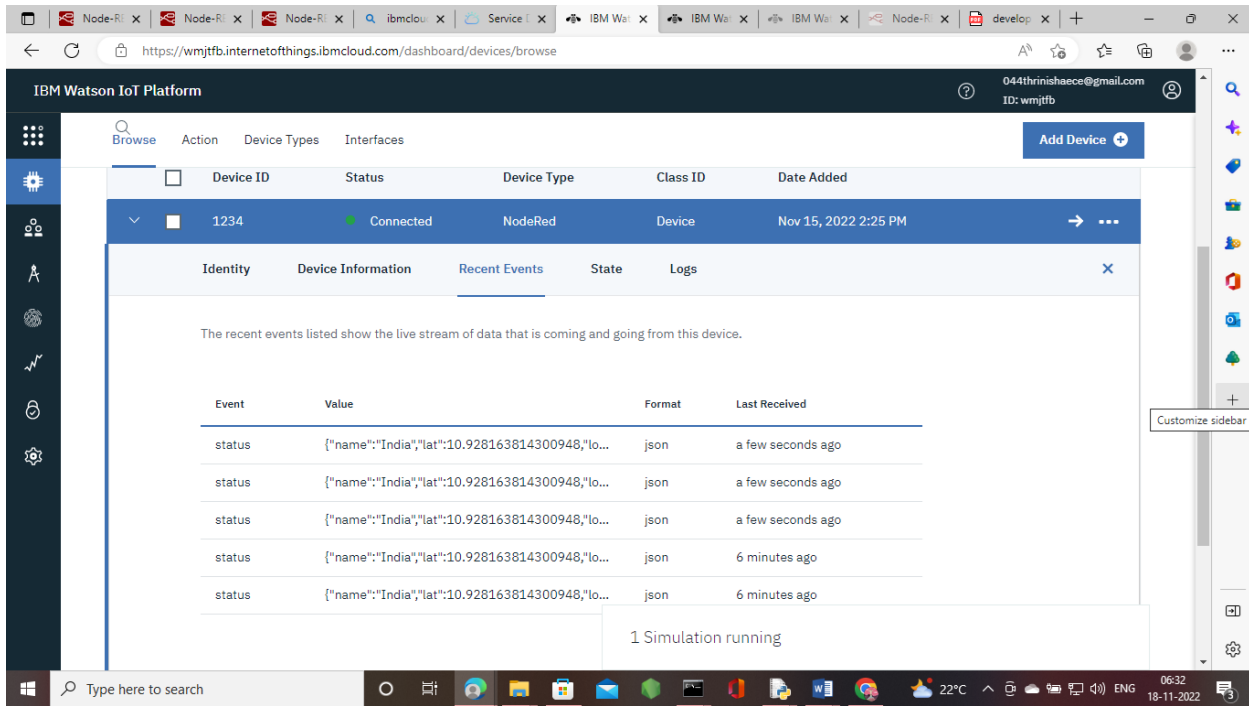 Node-RE Node-RE Node-RE ibmclou Service D IBM Wat IBM Wat IBM Wat Node-R develop
https://wmjtfb.internetofthings.ibmcloud.com/dashboard/devices/browse
IBM Watson IoT Platform
044thrinishaece@gmail.com
ID: wmjtfb
Browse Action Device Types Interfaces
Add Device
Device ID Status Device Type Class ID Date Added
1234 Connected NodeRed Device Nov 15, 2022 2:25 PM
Identity Device Information Recent Events State Logs
The recent events listed show the live stream of data that is coming and going from this device.
Event Value Format Last Received
Customize sidebar
status {"name":"India","lat":10.928163814300948,"lo... json a few seconds ago
status {"name":"India","lat":10.928163814300948,"lo... json a few seconds ago
status {"name":"India","lat":10.928163814300948,"lo... json a few seconds ago
status {"name":"India","lat":10.928163814300948,"lo... json 6 minutes ago
status {"name":"India","lat":10.928163814300948,"lo... json 6 minutes ago
1 Simulation running
Type here to search
22°C
ENG
06:32
18-11-2022
3